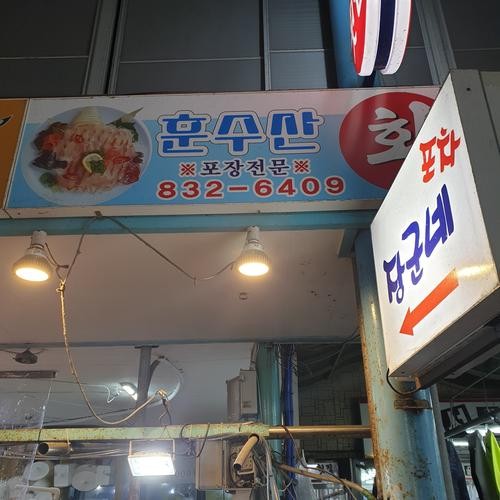 훈수산
※포장전문※
832-6409
회
포차
장군네